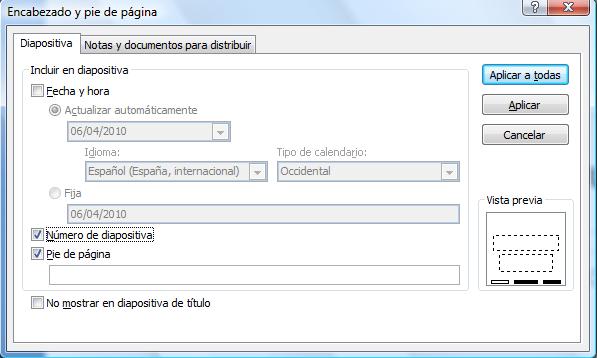 Encabezado y pie de página
Diapositiva
Notas y documentos para distribuir
Incluir en diapositiva
Fecha y hora
Actualizar automáticamente
06/04/2010
Idioma:
Tipo de calendario:
Español (España, internacional)
Occidental
Fija
06/04/2010
Número de diapositiva
Pie de página
No mostrar en diapositiva de título
Aplicar a todas
Aplicar
Cancelar
Vista previa